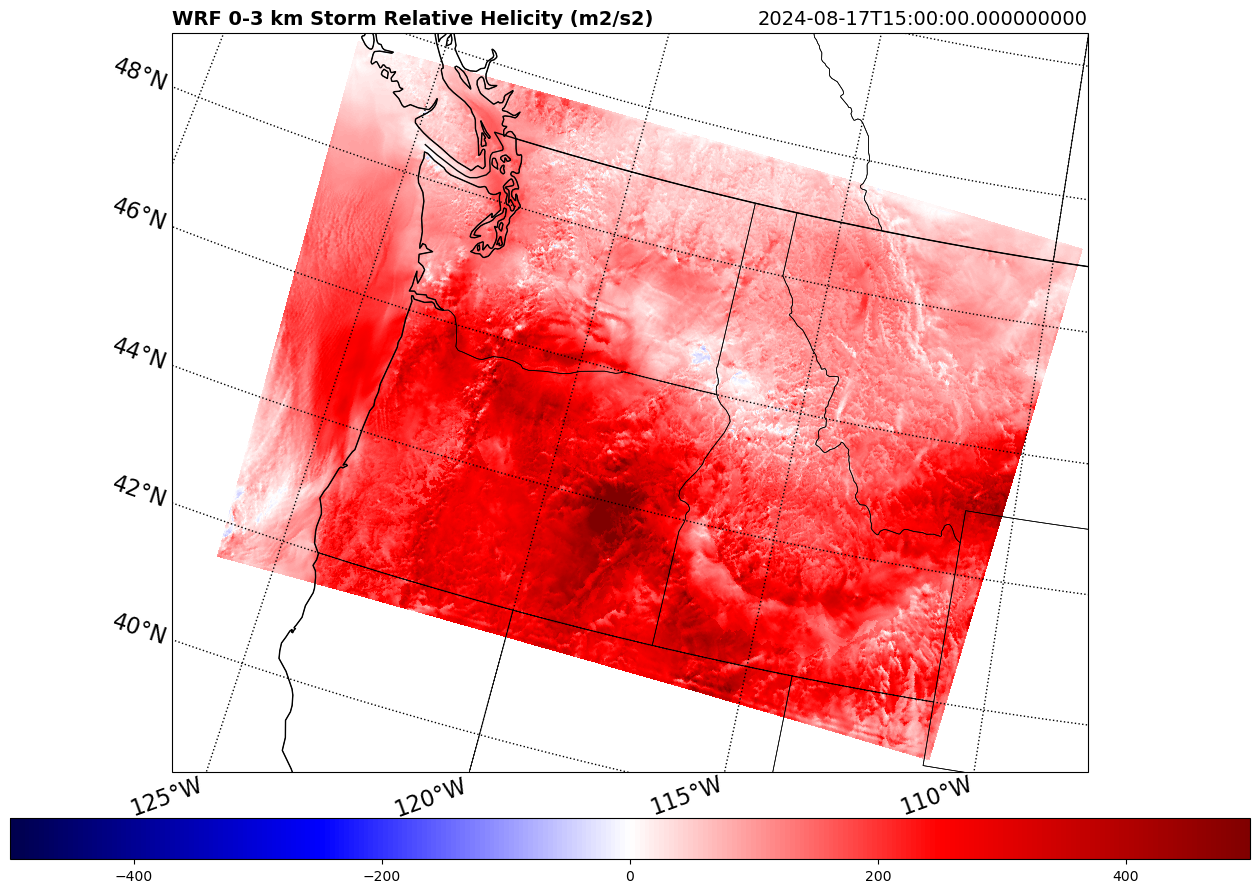 WRF 0-3 km Storm Relative Helicity (m2/s2) 2024-08-17T15:00:00.000000000
48°N
46°N
44°N
42°N
40°N
125°W 120°W 115°W 110°W
−400 −200 0 200 400